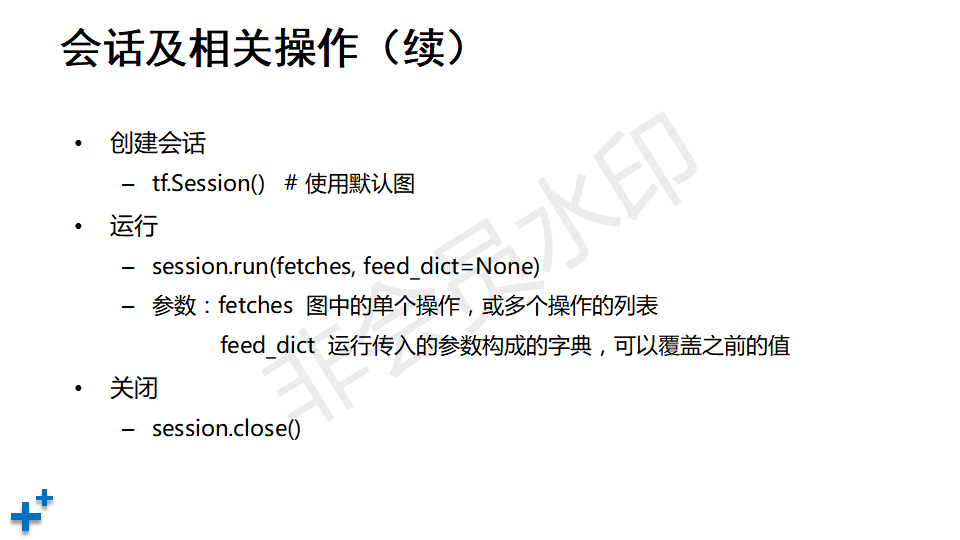 会话及相关操作（续）
• 创建会话
– tf.Session() # 使用默认图
• 运行
– session.run(fetches, feed_dict=None)
– 参数：fetches 图中的单个操作，或多个操作的列表
feed_dict 运行传入的参数构成的字典，可以覆盖之前的值
• 关闭
– session.close()
非会员水印